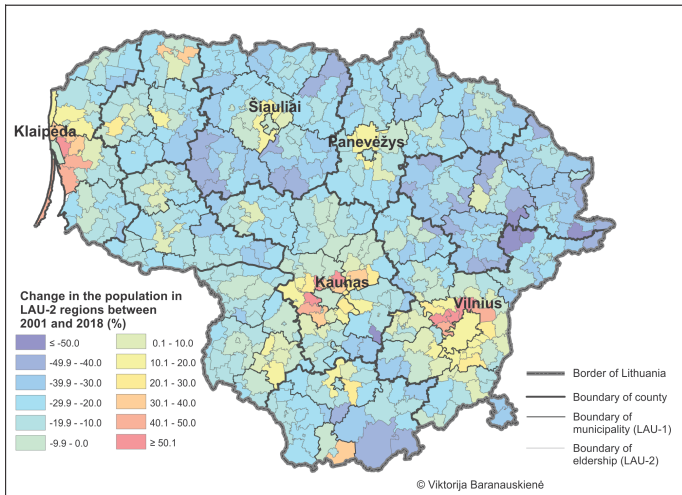 Šiauliai
Klaipėda
Panevėžys
Kaunas
Vilnius
Change in the population in
LAU-2 regions between
2001 and 2018 (%)
≤ -50.0
-49.9 - -40.0
-39.9 - -30.0
-29.9 - -20.0
-19.9 - -10.0
-9.9 - 0.0
0.1 - 10.0
10.1 - 20.0
20.1 - 30.0
30.1 - 40.0
40.1 - 50.0
≥ 50.1
Border of Lithuania
Boundary of county
Boundary of
municipality (LAU-1)
Boundary of
eldership (LAU-2)
© Viktorija Baranauskienė